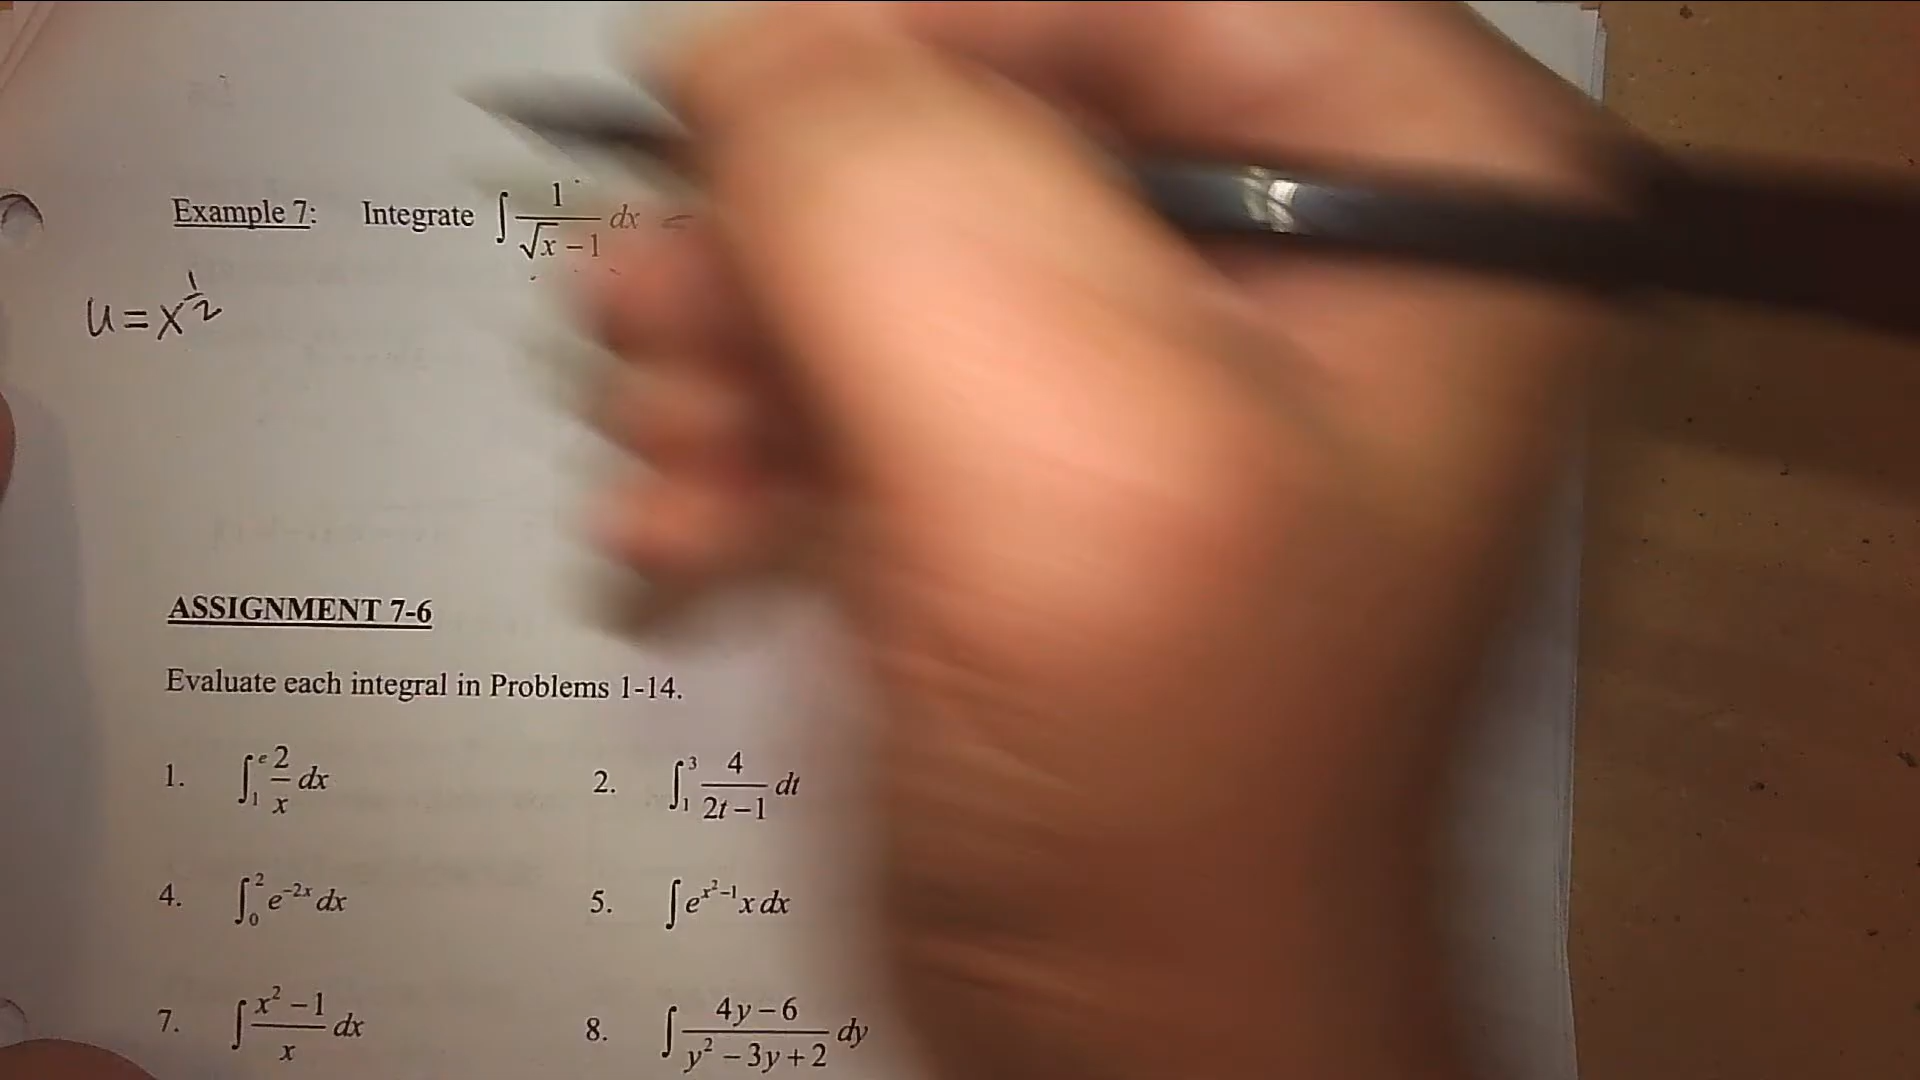 Example 7: Integrate ∫ 1/(√x − 1) dx =
u = x^(1/2)
ASSIGNMENT 7-6
Evaluate each integral in Problems 1-14.
1. ∫₁^e 2/x dx 2. ∫₁³ 4/(2t − 1) dt
4. ∫₀² e^(−2x) dx 5. ∫ e^(x²−1) x dx
7. ∫ (x² − 1)/x dx 8. ∫ (4y − 6)/(y² − 3y + 2) dy